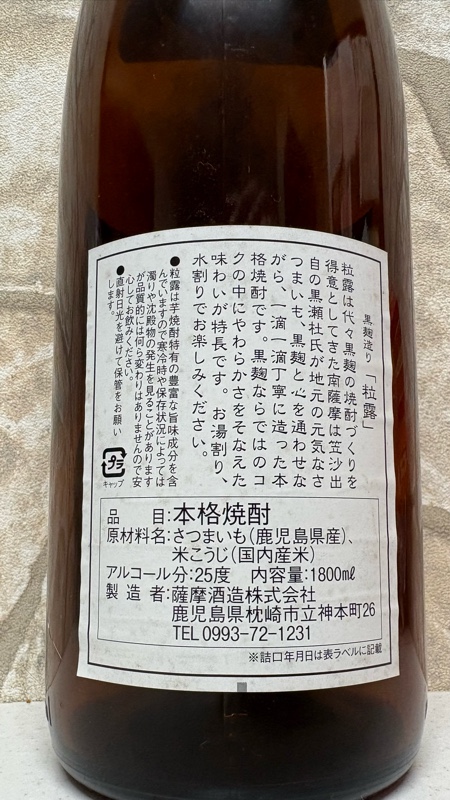 黒麹造り「粒露」
粒露は代々黒麹の焼酎づくりを
得意としてきた南薩摩は笠沙出
自の黒瀬杜氏が地元の元気なさ
つまいも、黒麹と心を通わせな
がら、一滴一滴丁寧に造った本
格焼酎です。黒麹ならではのコ
クの中にやわらかさをそなえた
味わいが特長です。お湯割り、
水割りでお楽しみください。
●粒露は芋焼酎特有の豊富な旨味成分を含
んでいますので寒冷時や保存状況によっては
濁りや沈殿物の発生を見ることがあります
が品質的には何ら変わりはありませんので安
心してお飲みください。
●直射日光を避けて保管をお願い
します。
プラ
キャップ
品 目:本格焼酎
原材料名:さつまいも(鹿児島県産)、
米こうじ(国内産米)
アルコール分:25度 内容量:1800㎖
製造者:薩摩酒造株式会社
鹿児島県枕崎市立神本町26
TEL 0993-72-1231
※詰口年月日は表ラベルに記載